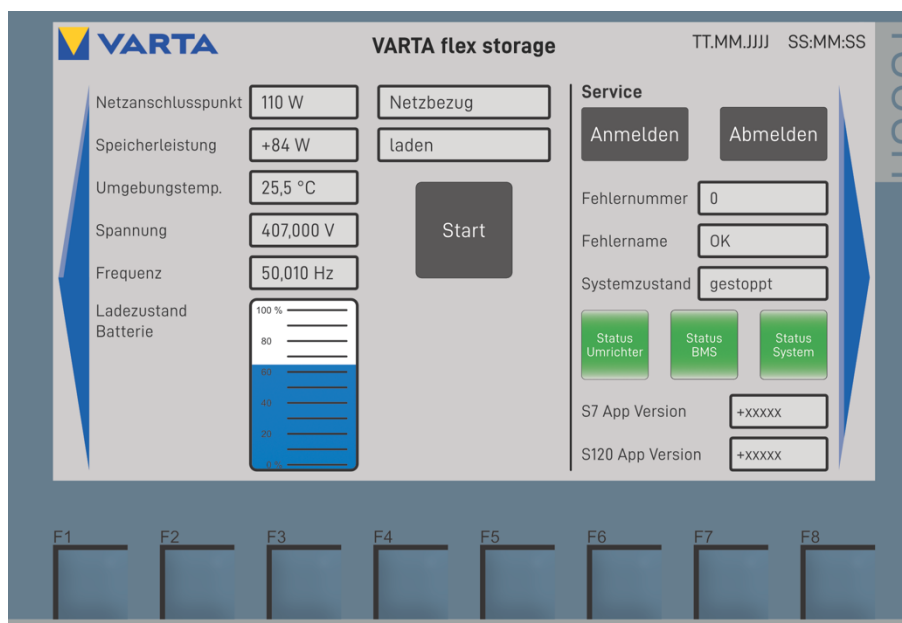 VARTA
VARTA flex storage
TT.MM.JJJJ SS:MM:SS
Netzanschlusspunkt 110 W Netzbezug
Speicherleistung +84 W laden
Umgebungstemp. 25,5 °C
Spannung 407,000 V
Frequenz 50,010 Hz
Start
Ladezustand
Batterie
100 %
80
60
40
20
0 %
Service
Anmelden Abmelden
Fehlernummer 0
Fehlername OK
Systemzustand gestoppt
Status
Umrichter
Status
BMS
Status
System
S7 App Version +xxxxx
S120 App Version +xxxxx
F1 F2 F3 F4 F5 F6 F7 F8